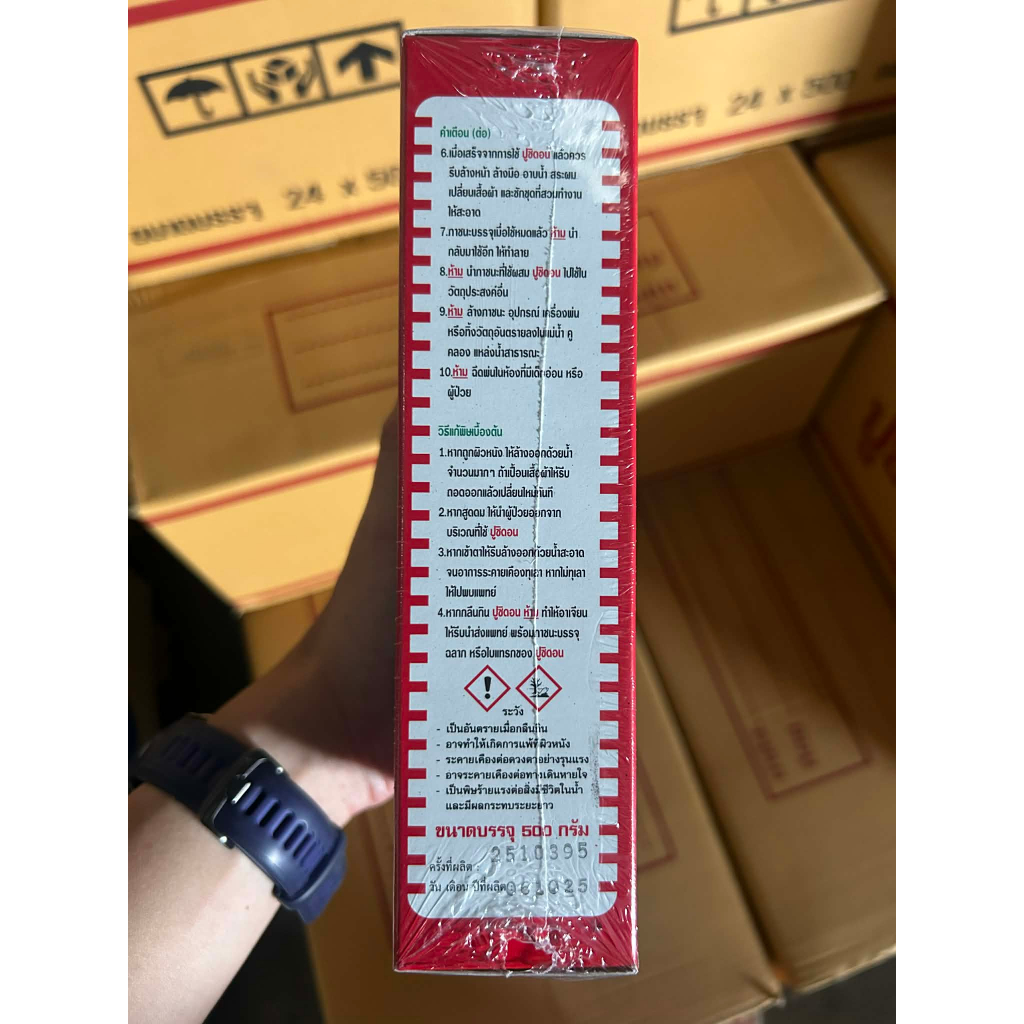 24 x 500
24 x 50
คำเตือน (ต่อ)
6.เมื่อเสร็จจากการใช้ ปูชิดอน แล้วควร
รีบล้างหน้า ล้างมือ อาบน้ำ สระผม
เปลี่ยนเสื้อผ้า และซักชุดที่สวมทำงาน
ให้สะอาด
7.ภาชนะบรรจุเมื่อใช้หมดแล้ว ห้าม นำ
กลับมาใช้อีก ให้ทำลาย
8.ห้าม นำภาชนะที่ใช้ผสม ปูชิดอน ไปใช้ใน
วัตถุประสงค์อื่น
9.ห้าม ล้างภาชนะ อุปกรณ์ เครื่องพ่น
หรือทิ้งวัตถุอันตรายลงในแม่น้ำ คู
คลอง แหล่งน้ำสาธารณะ
10.ห้าม ฉีดพ่นในห้องที่มีเด็กอ่อน หรือ
ผู้ป่วย
วิธีแก้พิษเบื้องต้น
1.หากถูกผิวหนัง ให้ล้างออกด้วยน้ำ
จำนวนมากๆ ถ้าเปื้อนเสื้อผ้าให้รีบ
ถอดออกแล้วเปลี่ยนใหม่ทันที
2.หากสูดดม ให้นำผู้ป่วยออกจาก
บริเวณที่ใช้ ปูชิดอน
3.หากเข้าตาให้รีบล้างออกด้วยน้ำสะอาด
จนอาการระคายเคืองทุเลา หากไม่ทุเลา
ให้ไปพบแพทย์
4.หากกลืนกิน ปูชิดอน ห้าม ทำให้อาเจียน
ให้รีบนำส่งแพทย์ พร้อมภาชนะบรรจุ
ฉลาก หรือใบแทรกของ ปูชิดอน
ระวัง
- เป็นอันตรายเมื่อกลืนกิน
- อาจทำให้เกิดการแพ้ที่ผิวหนัง
- ระคายเคืองต่อดวงตาอย่างรุนแรง
- อาจระคายเคืองต่อทางเดินหายใจ
- เป็นพิษร้ายแรงต่อสิ่งมีชีวิตในน้ำ
และมีผลกระทบระยะยาว
ขนาดบรรจุ 500 กรัม
ครั้งที่ผลิต : 2510395
วัน เดือน ปีที่ผลิต : 081025